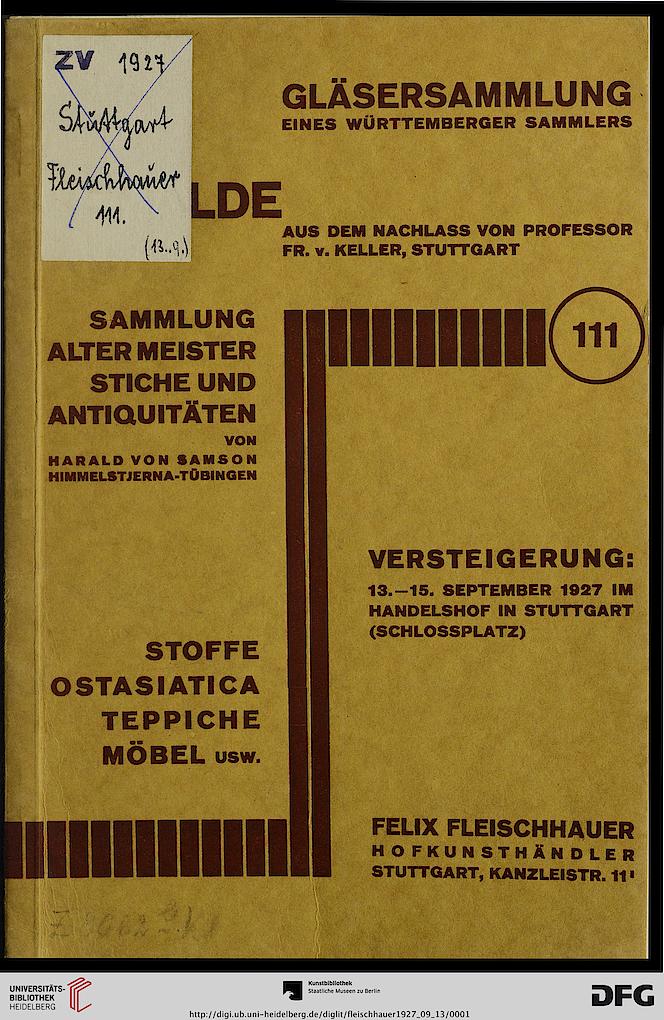 ZV 1927
Stuttgart
Fleischhauer
111.
(13..9.)
GLÄSERSAMMLUNG
EINES WÜRTTEMBERGER SAMMLERS
LDE
AUS DEM NACHLASS VON PROFESSOR
FR. v. KELLER, STUTTGART
SAMMLUNG
ALTER MEISTER
STICHE UND
ANTIQUITÄTEN
VON
HARALD VON SAMSON
HIMMELSTJERNA-TÜBINGEN
111
VERSTEIGERUNG:
13.—15. SEPTEMBER 1927 IM
HANDELSHOF IN STUTTGART
(SCHLOSSPLATZ)
STOFFE
OSTASIATICA
TEPPICHE
MÖBEL USW.
FELIX FLEISCHHAUER
HOFKUNSTHÄNDLER
STUTTGART, KANZLEISTR. 11¹
UNIVERSITÄTS-
BIBLIOTHEK
HEIDELBERG
Kunstbibliothek
Staatliche Museen zu Berlin
DFG
http://digi.ub.uni-heidelberg.de/diglit/fleischhauer1927_09_13/0001